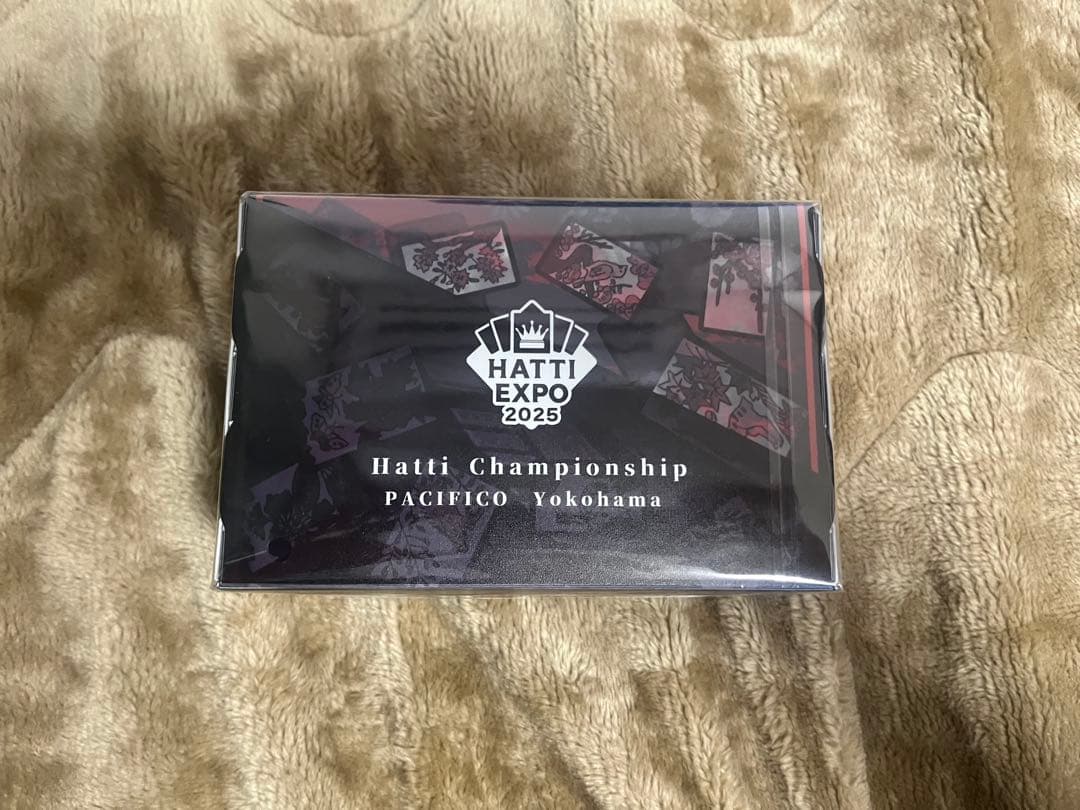 HATTI
EXPO
2025
Hatti Championship
PACIFICO Yokohama